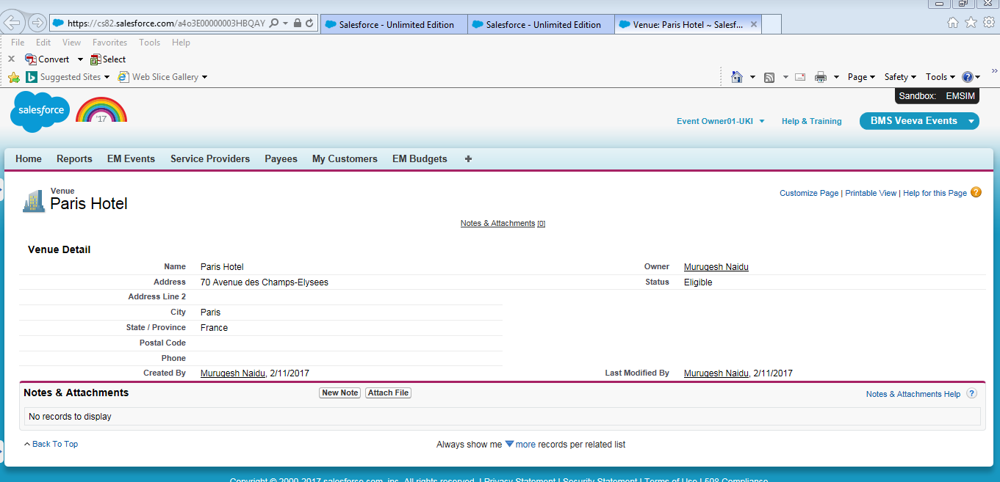 https://cs82.salesforce.com/a4o3E00000003HBQAY
Salesforce - Unlimited Edition
Salesforce - Unlimited Edition
Venue: Paris Hotel ~ Salesf...
File Edit View Favorites Tools Help
Convert Select
Suggested Sites Web Slice Gallery
Page Safety Tools
Sandbox: EMSIM
salesforce
'17
Event Owner01-UKI Help & Training BMS Veeva Events
Home Reports EM Events Service Providers Payees My Customers EM Budgets +
Venue
Paris Hotel
Customize Page | Printable View | Help for this Page ?
Notes & Attachments [0]
Venue Detail
Name Paris Hotel Owner Murugesh Naidu
Address 70 Avenue des Champs-Elysees Status Eligible
Address Line 2
City Paris
State / Province France
Postal Code
Phone
Created By Murugesh Naidu, 2/11/2017 Last Modified By Murugesh Naidu, 2/11/2017
Notes & Attachments New Note Attach File Notes & Attachments Help ?
No records to display
Back To Top Always show me more records per related list
Copyright © 2000-2017 salesforce.com, inc. All rights reserved. | Privacy Statement | Security Statement | Terms of Use | 508 Compliance